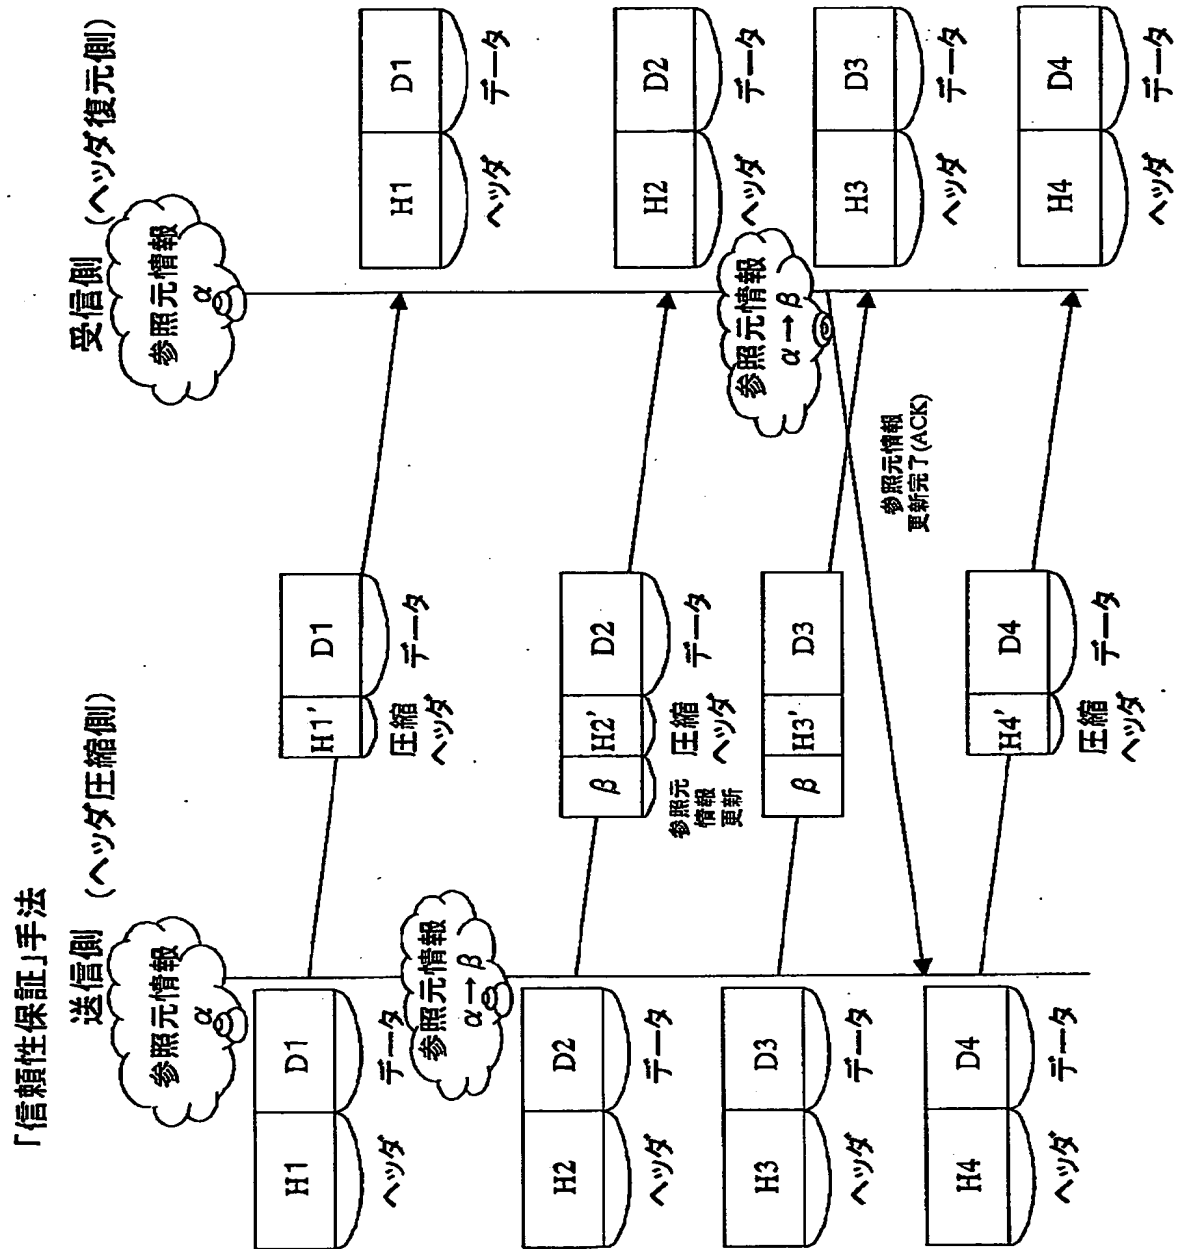 「信頼性保証」手法
送信側
(ヘッダ圧縮側)
受信側
(ヘッダ復元側)
参照元情報
α
参照元情報
α
H1
D1
ヘッダ
データ
H1'
D1
圧縮
ヘッダ
データ
H1
D1
ヘッダ
データ
参照元情報
α→β
H2
D2
ヘッダ
データ
β
H2'
D2
参照元
情報
更新
圧縮
ヘッダ
データ
H2
D2
ヘッダ
データ
参照元情報
α→β
H3
D3
ヘッダ
データ
β
H3'
D3
H3
D3
ヘッダ
データ
参照元情報
更新完了(ACK)
H4
D4
ヘッダ
データ
H4'
D4
圧縮
ヘッダ
データ
H4
D4
ヘッダ
データ